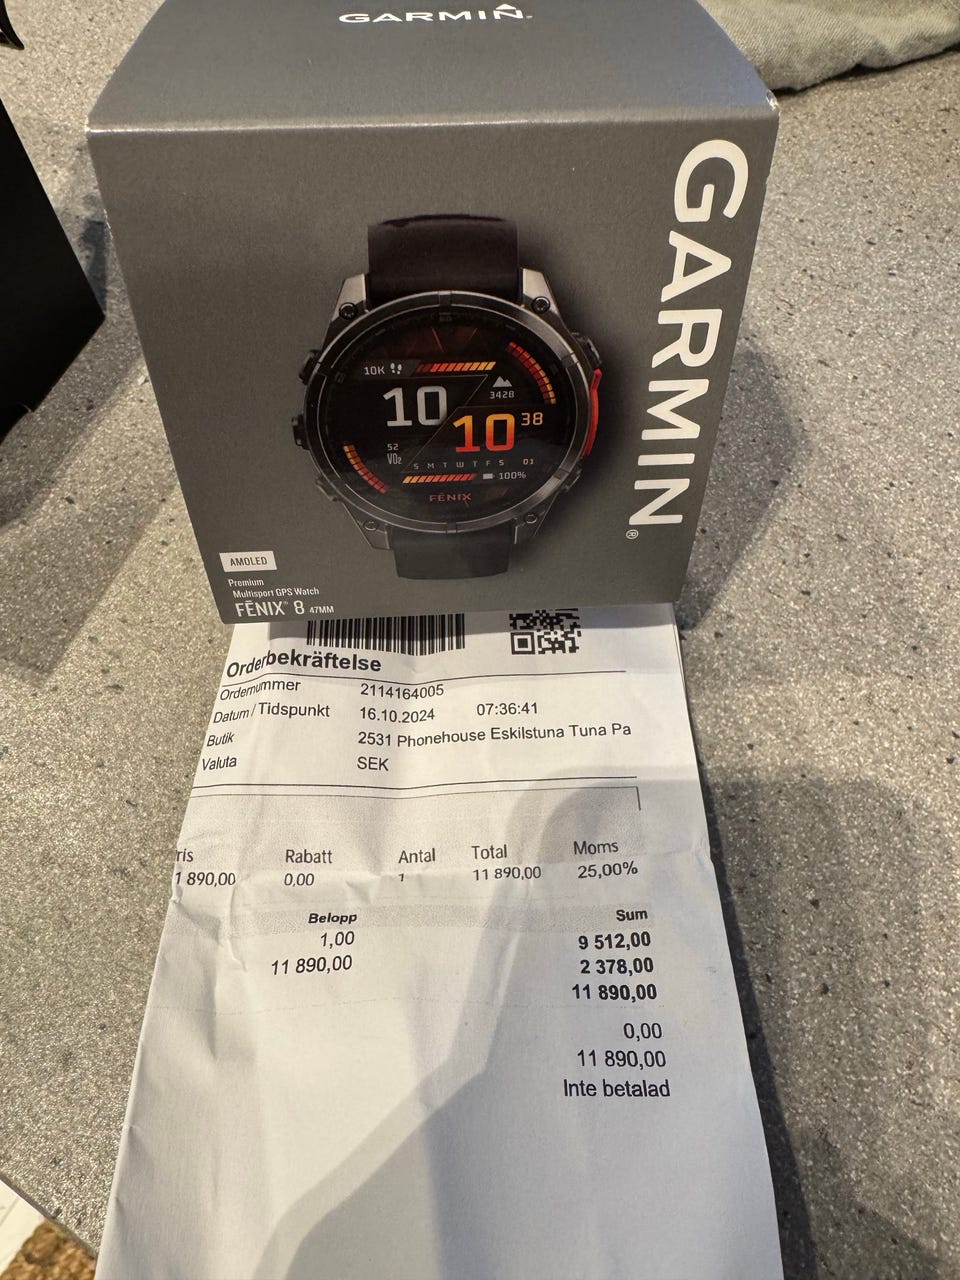 GARMIN
GARMIN®
10K
3428
10
10 38
52
VO₂
S M T W T F S 01
100%
FĒNIX
AMOLED
Premium
Multisport GPS Watch
FĒNIX® 8 47MM
Orderbekräftelse
Ordernummer 2114164005
Datum / Tidspunkt 16.10.2024 07:36:41
Butik 2531 Phonehouse Eskilstuna Tuna Pa
Valuta SEK
ris Rabatt Antal Total Moms
1 890,00 0,00 1 11 890,00 25,00%
Belopp Sum
1,00 9 512,00
11 890,00 2 378,00
11 890,00
0,00
11 890,00
Inte betalad